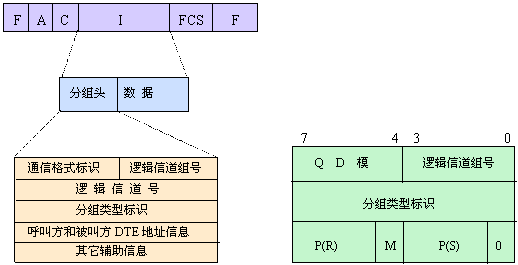 F A C I FCS F
分组头 数 据
7 4 3 0
通信格式标识 逻辑信道组号
Q D 模 逻辑信道组号
逻 辑 信 道 号
分组类型标识
分组类型标识
呼叫方和被叫方 DTE 地址信息
P(R) M P(S) 0
其它辅助信息